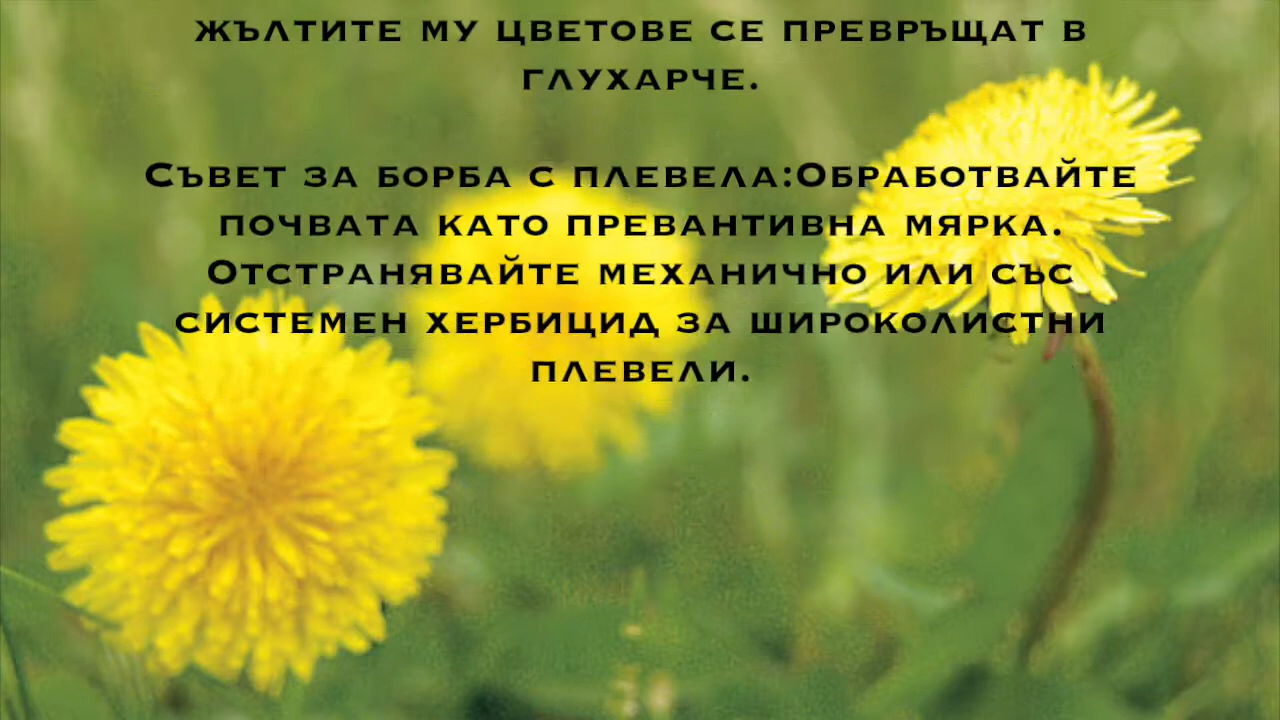 жълтите му цветове се превръщат в
глухарче.
Съвет за борба с плевела:Обработвайте
почвата като превантивна мярка.
Отстранявайте механично или със
системен хербицид за широколистни
плевели.